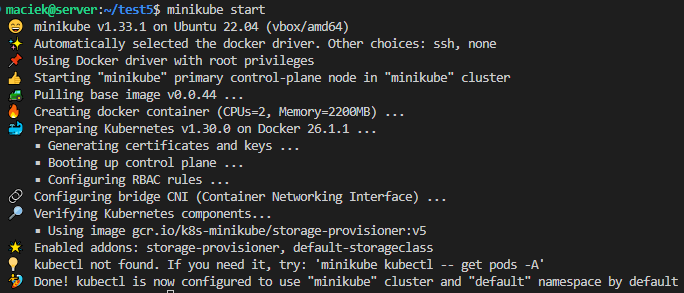 maciek@server:~/test5$ minikube start
😄 minikube v1.33.1 on Ubuntu 22.04 (vbox/amd64)
✨ Automatically selected the docker driver. Other choices: ssh, none
📌 Using Docker driver with root privileges
👍 Starting "minikube" primary control-plane node in "minikube" cluster
🚜 Pulling base image v0.0.44 ...
🔥 Creating docker container (CPUs=2, Memory=2200MB) ...
🐳 Preparing Kubernetes v1.30.0 on Docker 26.1.1 ...
▪ Generating certificates and keys ...
▪ Booting up control plane ...
▪ Configuring RBAC rules ...
🔗 Configuring bridge CNI (Container Networking Interface) ...
🔎 Verifying Kubernetes components...
▪ Using image gcr.io/k8s-minikube/storage-provisioner:v5
🌟 Enabled addons: storage-provisioner, default-storageclass
💡 kubectl not found. If you need it, try: 'minikube kubectl -- get pods -A'
🏄 Done! kubectl is now configured to use "minikube" cluster and "default" namespace by default